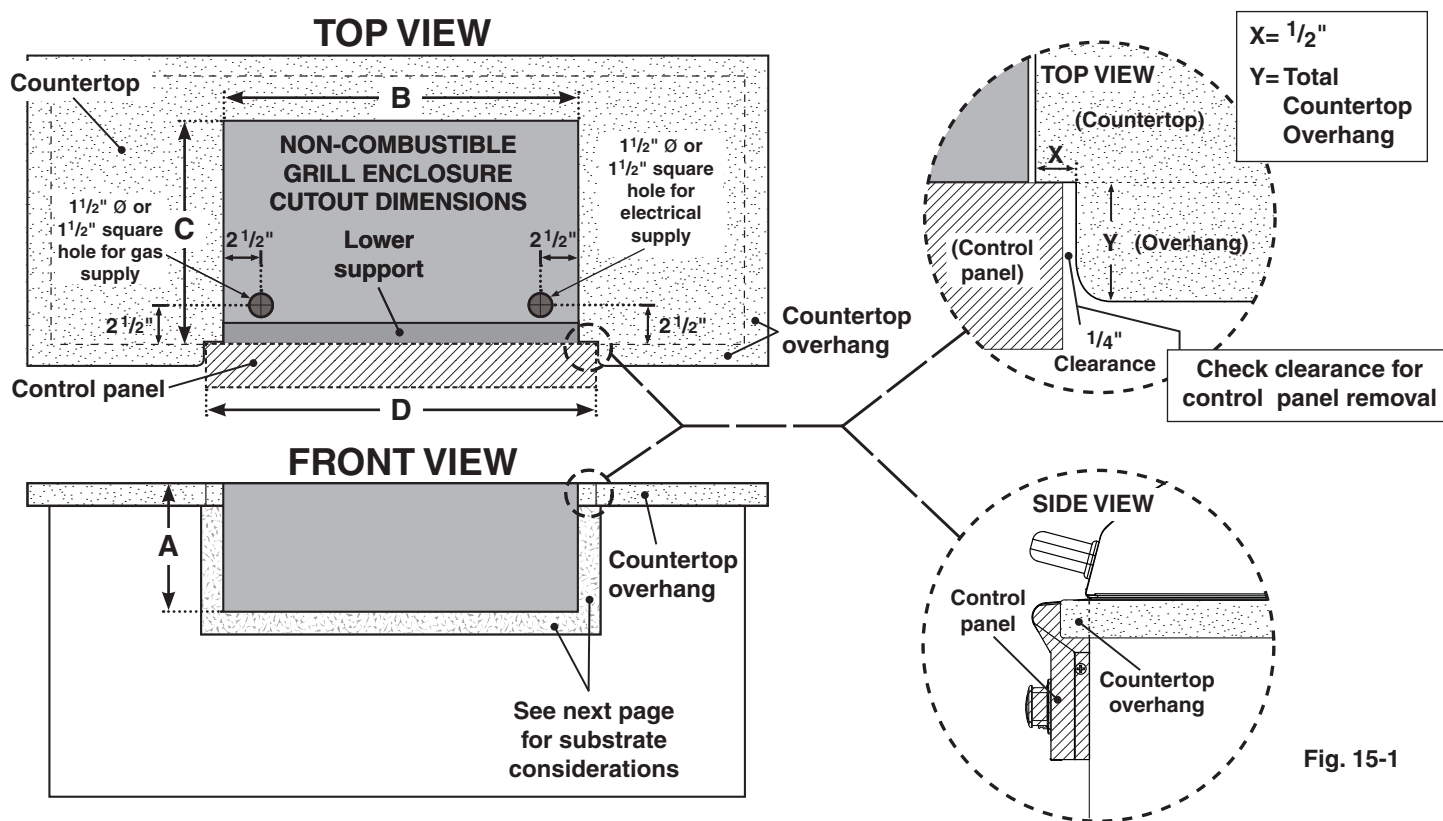 TOP VIEW
Countertop
B
NON-COMBUSTIBLE
GRILL ENCLOSURE
CUTOUT DIMENSIONS
1 1/2" Ø or
1 1/2" square
hole for gas
supply
C
2 1/2"
Lower
support
2 1/2"
1 1/2" Ø or
1 1/2" square
hole for
electrical
supply
2 1/2"
2 1/2"
Countertop
overhang
Control panel
D
TOP VIEW
(Countertop)
X
(Control
panel)
Y (Overhang)
1/4"
Clearance
X= 1/2"
Y= Total
Countertop
Overhang
Check clearance for
control panel removal
FRONT VIEW
A
Countertop
overhang
See next page
for substrate
considerations
SIDE VIEW
Control
panel
Countertop
overhang
Fig. 15-1